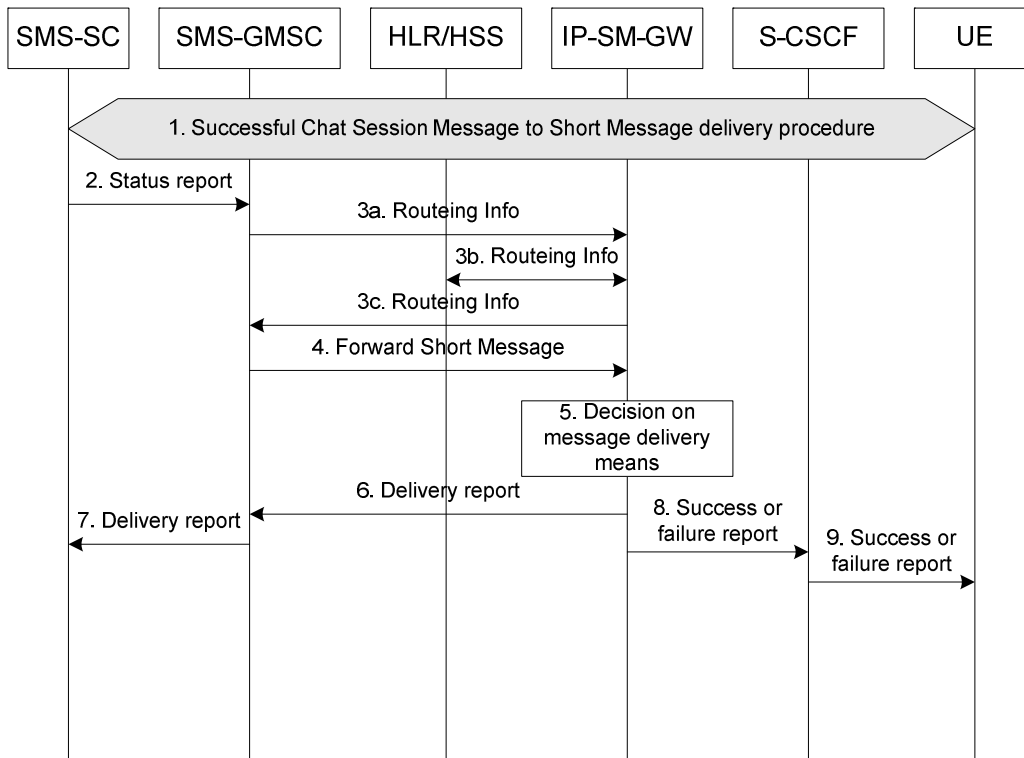 SMS-SC
SMS-GMSC
HLR/HSS
IP-SM-GW
S-CSCF
UE
1. Successful Chat Session Message to Short Message delivery procedure
2. Status report
3a. Routeing Info
3b. Routeing Info
3c. Routeing Info
4. Forward Short Message
5. Decision on
message delivery
means
6. Delivery report
7. Delivery report
8. Success or
failure report
9. Success or
failure report